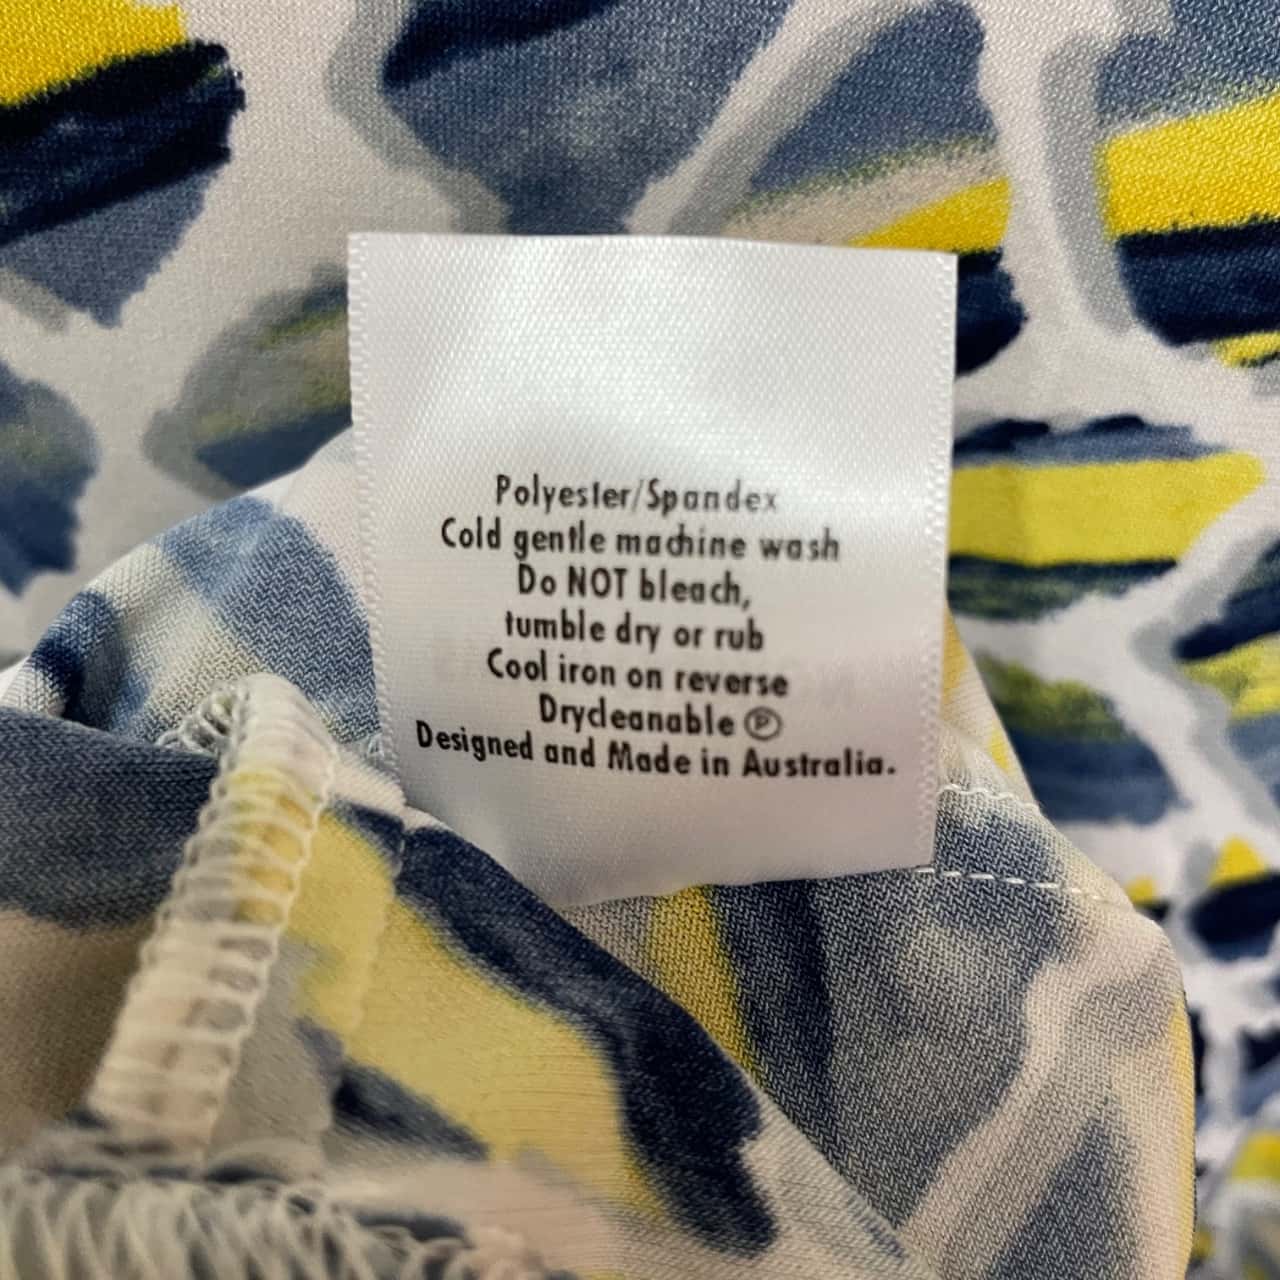 Polyester/Spandex
Cold gentle machine wash
Do NOT bleach,
tumble dry or rub
Cool iron on reverse
Drycleanable Ⓟ
Designed and Made in Australia.